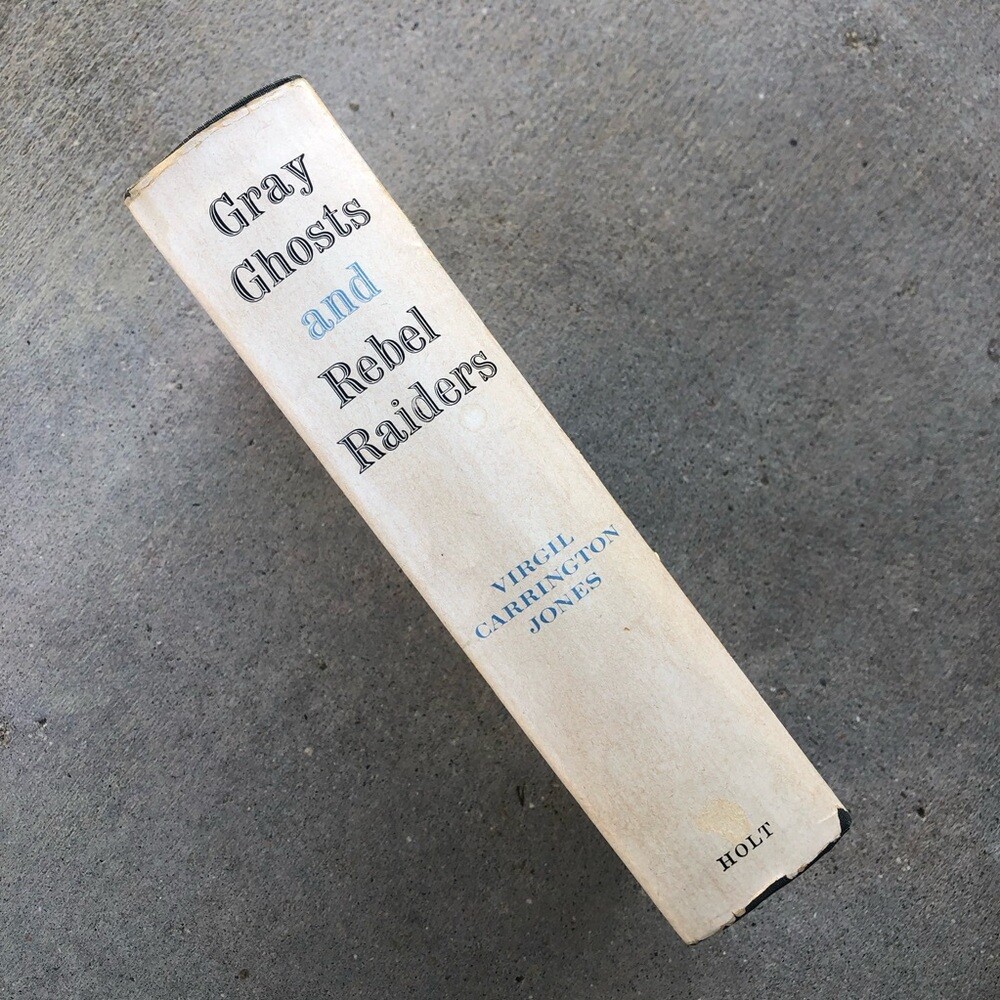 Gray
Ghosts
and
Rebel
Raiders
VIRGIL
CARRINGTON
JONES
HOLT